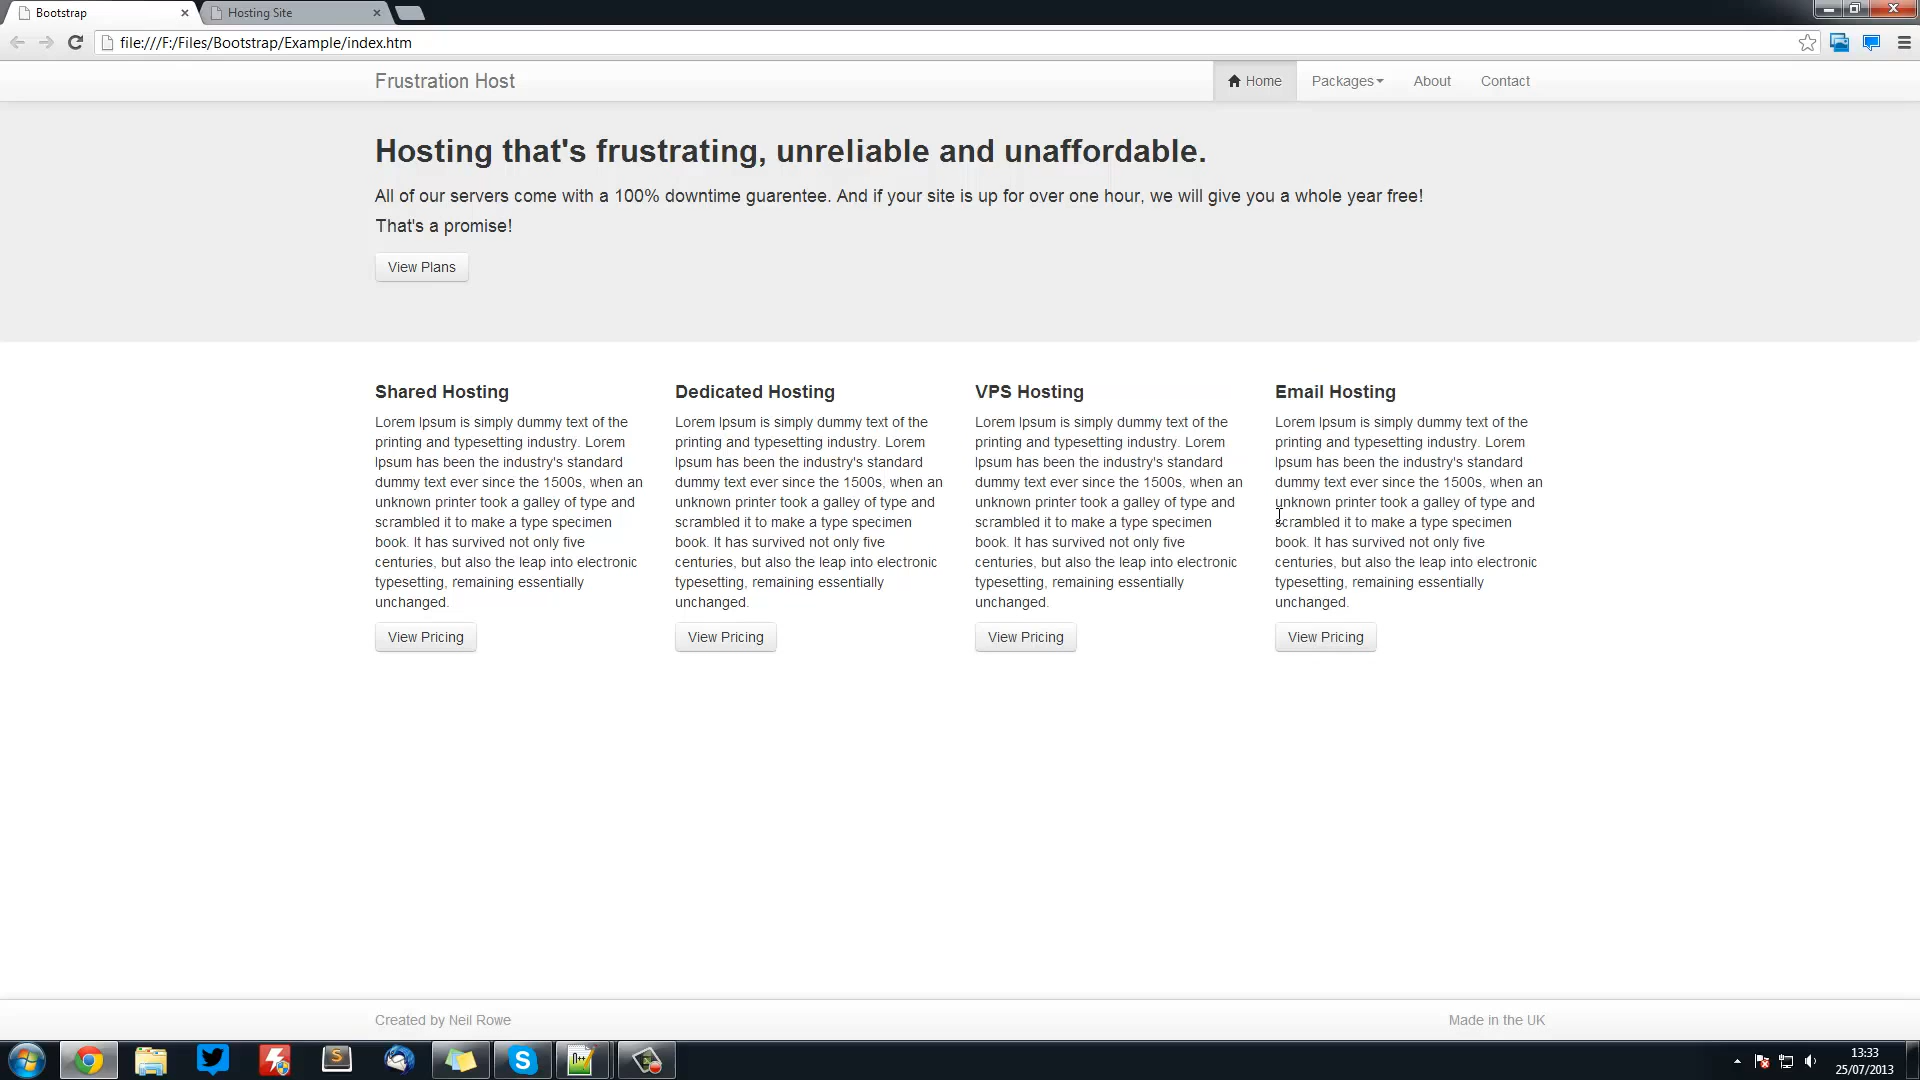 Bootstrap
Hosting Site
file:///F:/Files/Bootstrap/Example/index.htm
Frustration Host
Home
Packages
About
Contact
Hosting that's frustrating, unreliable and unaffordable.
All of our servers come with a 100% downtime guarentee. And if your site is up for over one hour, we will give you a whole year free!
That's a promise!
View Plans
Shared Hosting
Lorem Ipsum is simply dummy text of the
printing and typesetting industry. Lorem
Ipsum has been the industry's standard
dummy text ever since the 1500s, when an
unknown printer took a galley of type and
scrambled it to make a type specimen
book. It has survived not only five
centuries, but also the leap into electronic
typesetting, remaining essentially
unchanged.
View Pricing
Dedicated Hosting
Lorem Ipsum is simply dummy text of the
printing and typesetting industry. Lorem
Ipsum has been the industry's standard
dummy text ever since the 1500s, when an
unknown printer took a galley of type and
scrambled it to make a type specimen
book. It has survived not only five
centuries, but also the leap into electronic
typesetting, remaining essentially
unchanged.
View Pricing
VPS Hosting
Lorem Ipsum is simply dummy text of the
printing and typesetting industry. Lorem
Ipsum has been the industry's standard
dummy text ever since the 1500s, when an
unknown printer took a galley of type and
scrambled it to make a type specimen
book. It has survived not only five
centuries, but also the leap into electronic
typesetting, remaining essentially
unchanged.
View Pricing
Email Hosting
Lorem Ipsum is simply dummy text of the
printing and typesetting industry. Lorem
Ipsum has been the industry's standard
dummy text ever since the 1500s, when an
unknown printer took a galley of type and
scrambled it to make a type specimen
book. It has survived not only five
centuries, but also the leap into electronic
typesetting, remaining essentially
unchanged.
View Pricing
Created by Neil Rowe
Made in the UK
13:33
25/07/2013